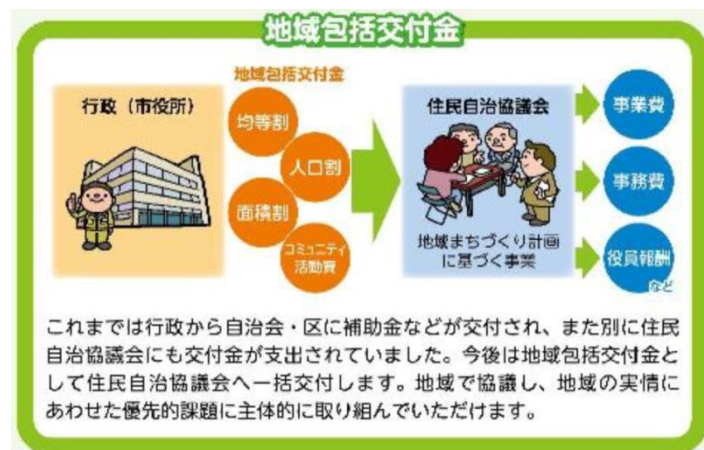 地域包括交付金
地域包括交付金
行政（市役所）
均等割
人口割
面積割
コミュニティ
活動費
住民自治協議会
地域まちづくり計画
に基づく事業
事業費
事務費
役員報酬
など
これまでは行政から自治会・区に補助金などが交付され、また別に住民
自治協議会にも交付金が支出されていました。今後は地域包括交付金と
して住民自治協議会へ一括交付します。地域で協議し、地域の実情に
あわせた優先的課題に主体的に取り組んでいただけます。